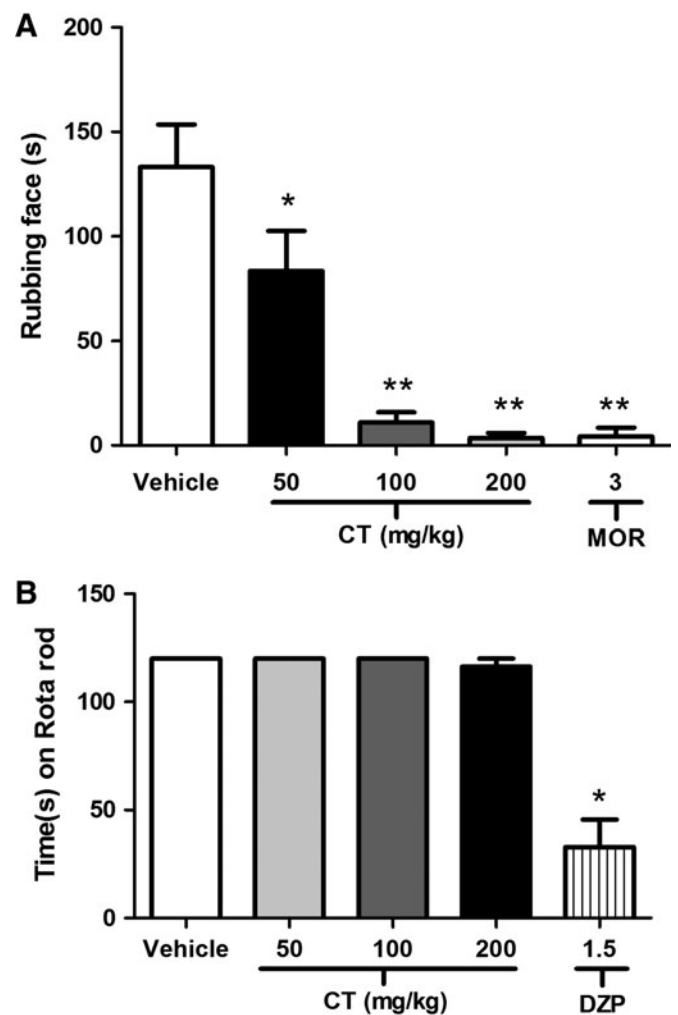 A
Rubbing face (s)
200
150
100
50
0
*
**
**
**
Vehicle 50 100 200 3
CT (mg/kg) MOR
B
Time(s) on Rota rod
150
100
50
0
*
Vehicle 50 100 200 1.5
CT (mg/kg) DZP